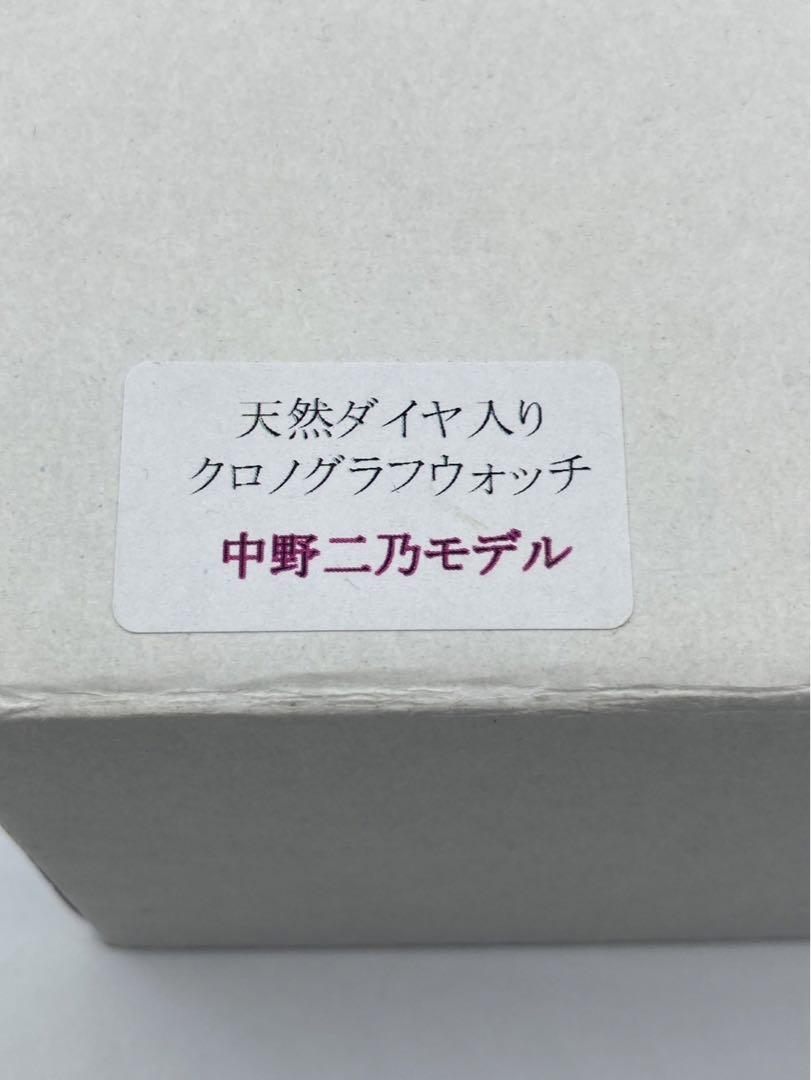 天然ダイヤ入り
クロノグラフウォッチ
中野二乃モデル